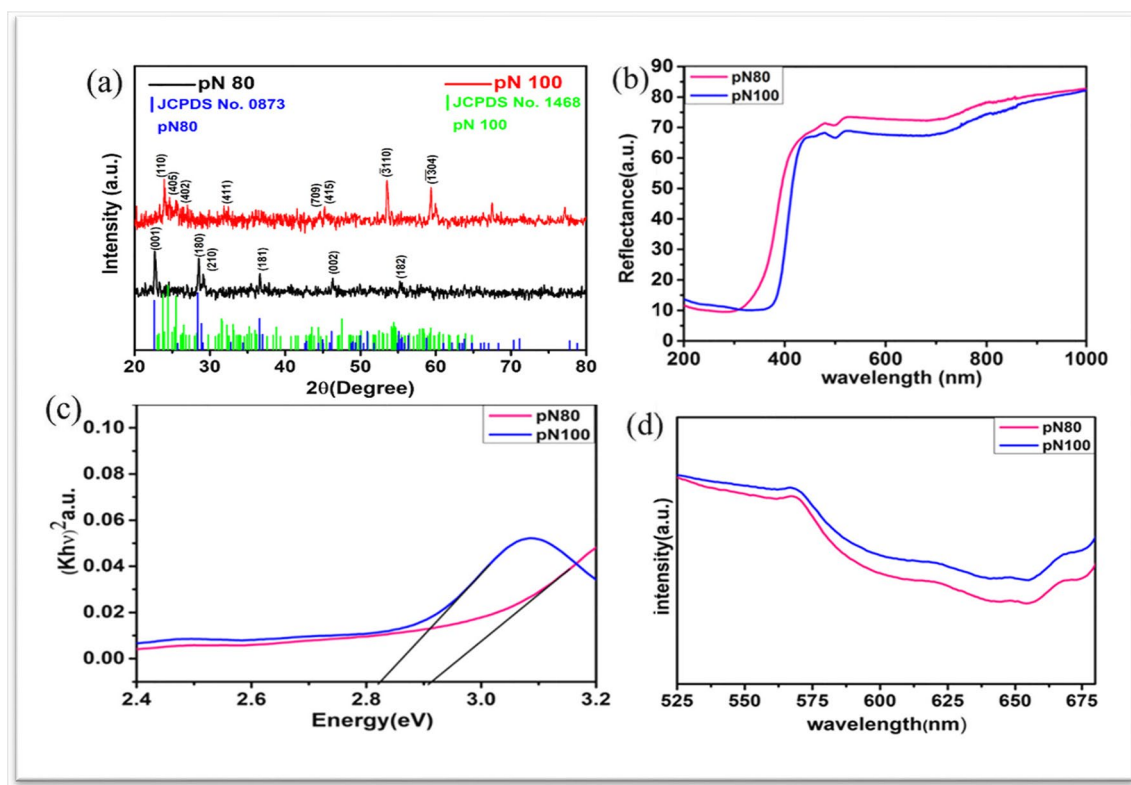 (a)
pN 80
pN 100
JCPDS No. 0873
JCPDS No. 1468
pN80
pN 100
(110)
(405)
(402)
(411)
(709)
(415)
(3̄110)
(1̄304)
(001)
(180)
(210)
(181)
(002)
(182)
Intensity (a.u.)
20 30 40 50 60 70 80
2θ(Degree)
(b)
pN80
pN100
90
80
70
60
50
40
30
20
10
0
Reflectance(a.u.)
200 400 600 800 1000
wavelength (nm)
(c)
pN80
pN100
0.10
0.08
0.06
0.04
0.02
0.00
(Khν)²a.u.
2.4 2.6 2.8 3.0 3.2
Energy(eV)
(d)
pN80
pN100
intensity(a.u.)
525 550 575 600 625 650 675
wavelength(nm)